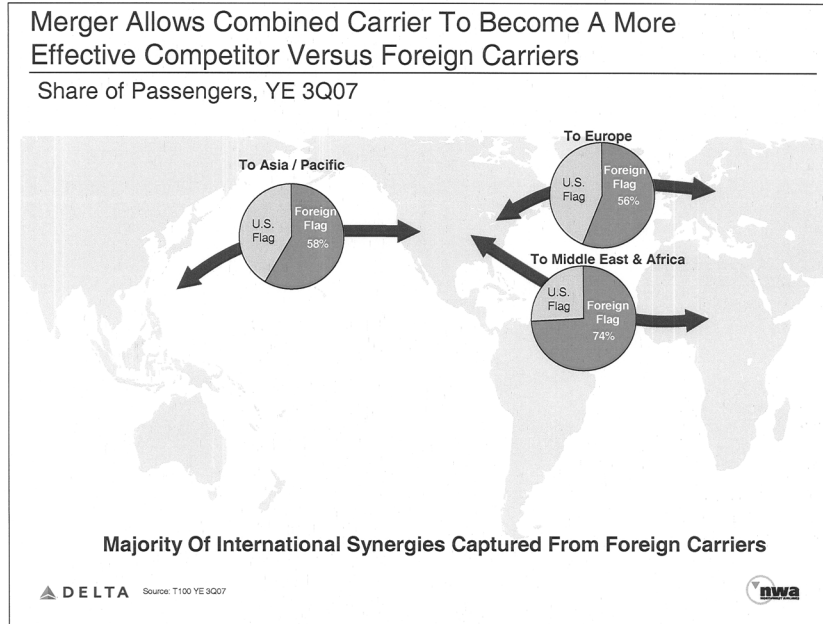 Merger Allows Combined Carrier To Become A More
Effective Competitor Versus Foreign Carriers
Share of Passengers, YE 3Q07
To Europe
To Asia / Pacific
Foreign
Flag
56%
U.S.
Flag
Foreign
Flag
58%
U.S.
Flag
To Middle East & Africa
U.S.
Flag
Foreign
Flag
74%
Majority Of International Synergies Captured From Foreign Carriers
DELTA
Source: T100 YE 3Q07
nwa